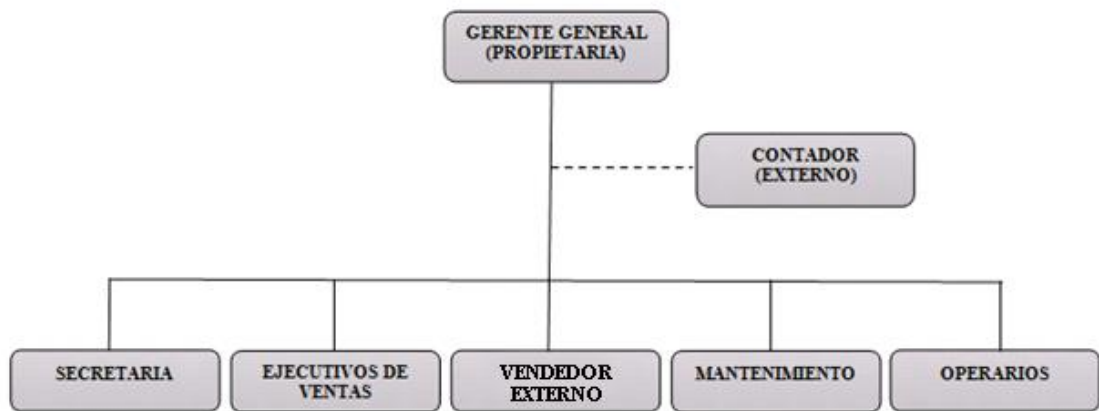 GERENTE GENERAL
(PROPIETARIA)
CONTADOR
(EXTERNO)
SECRETARIA
EJECUTIVOS DE
VENTAS
VENDEDOR
EXTERNO
MANTENIMIENTO
OPERARIOS